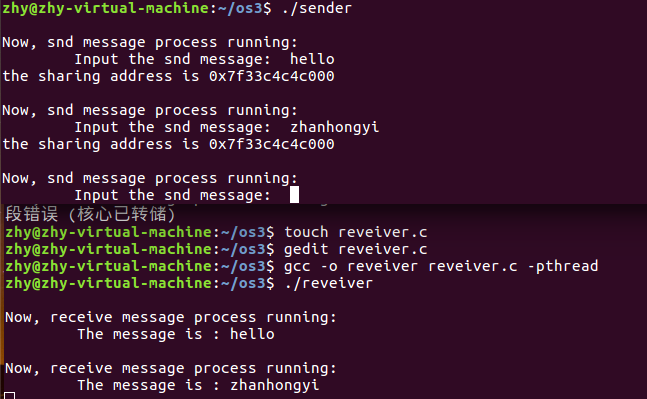 zhy@zhy-virtual-machine:~/os3$ ./sender
Now, snd message process running:
Input the snd message: hello
the sharing address is 0x7f33c4c4c000
Now, snd message process running:
Input the snd message: zhanhongyi
the sharing address is 0x7f33c4c4c000
Now, snd message process running:
Input the snd message:
段错误 (核心已转储)
zhy@zhy-virtual-machine:~/os3$ touch reveiver.c
zhy@zhy-virtual-machine:~/os3$ gedit reveiver.c
zhy@zhy-virtual-machine:~/os3$ gcc -o reveiver reveiver.c -pthread
zhy@zhy-virtual-machine:~/os3$ ./reveiver
Now, receive message process running:
The message is : hello
Now, receive message process running:
The message is : zhanhongyi